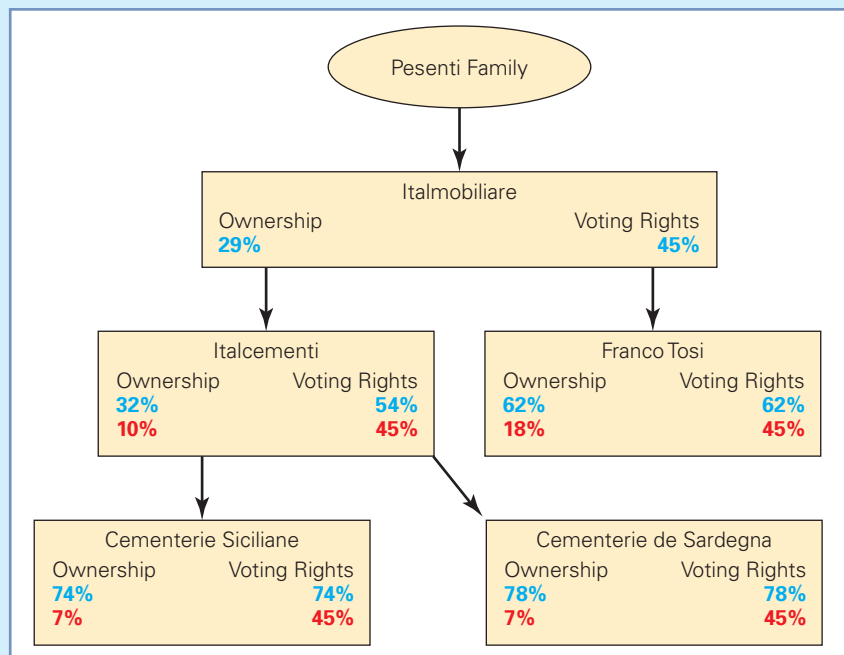 Pesenti Family
Italmobiliare
Ownership Voting Rights
29% 45%
Italcementi
Ownership Voting Rights
32% 54%
10% 45%
Franco Tosi
Ownership Voting Rights
62% 62%
18% 45%
Cementerie Siciliane
Ownership Voting Rights
74% 74%
7% 45%
Cementerie de Sardegna
Ownership Voting Rights
78% 78%
7% 45%